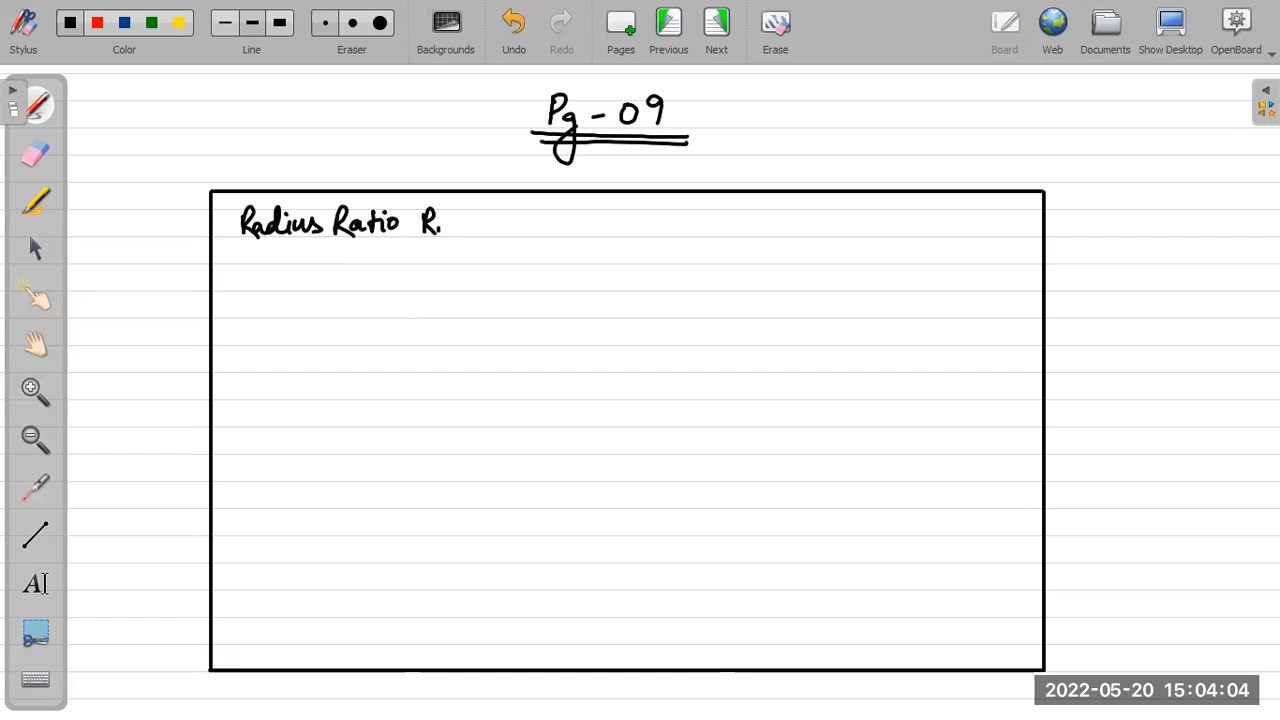 Stylus
Color
Line
Eraser
Backgrounds
Undo
Redo
Pages
Previous
Next
Erase
Board
Web
Documents
Show Desktop
OpenBoard
Pg - 09
Radius Ratio R.
AI
2022-05-20 15:04:04